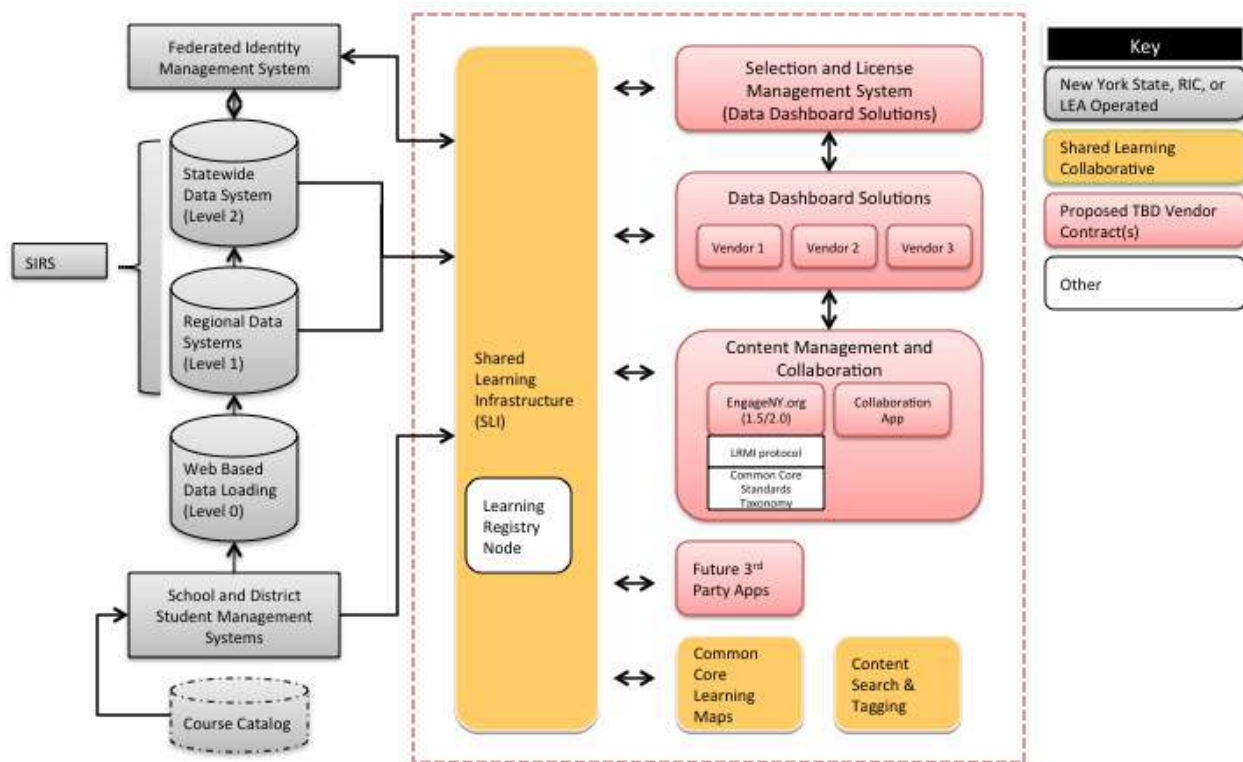 Federated Identity
Management System
Statewide
Data System
(Level 2)
SIRS
Regional Data
Systems
(Level 1)
Web Based
Data Loading
(Level 0)
School and District
Student Management
Systems
Course Catalog
Shared
Learning
Infrastructure
(SLI)
Learning
Registry
Node
Selection and License
Management System
(Data Dashboard Solutions)
Data Dashboard Solutions
Vendor 1
Vendor 2
Vendor 3
Content Management and
Collaboration
EngageNY.org
(1.5/2.0)
Collaboration
App
LRMI protocol
Common Core
Standards
Taxonomy
Future 3rd
Party Apps
Common
Core
Learning
Maps
Content
Search &
Tagging
Key
New York State, RIC, or
LEA Operated
Shared Learning
Collaborative
Proposed TBD Vendor
Contract(s)
Other